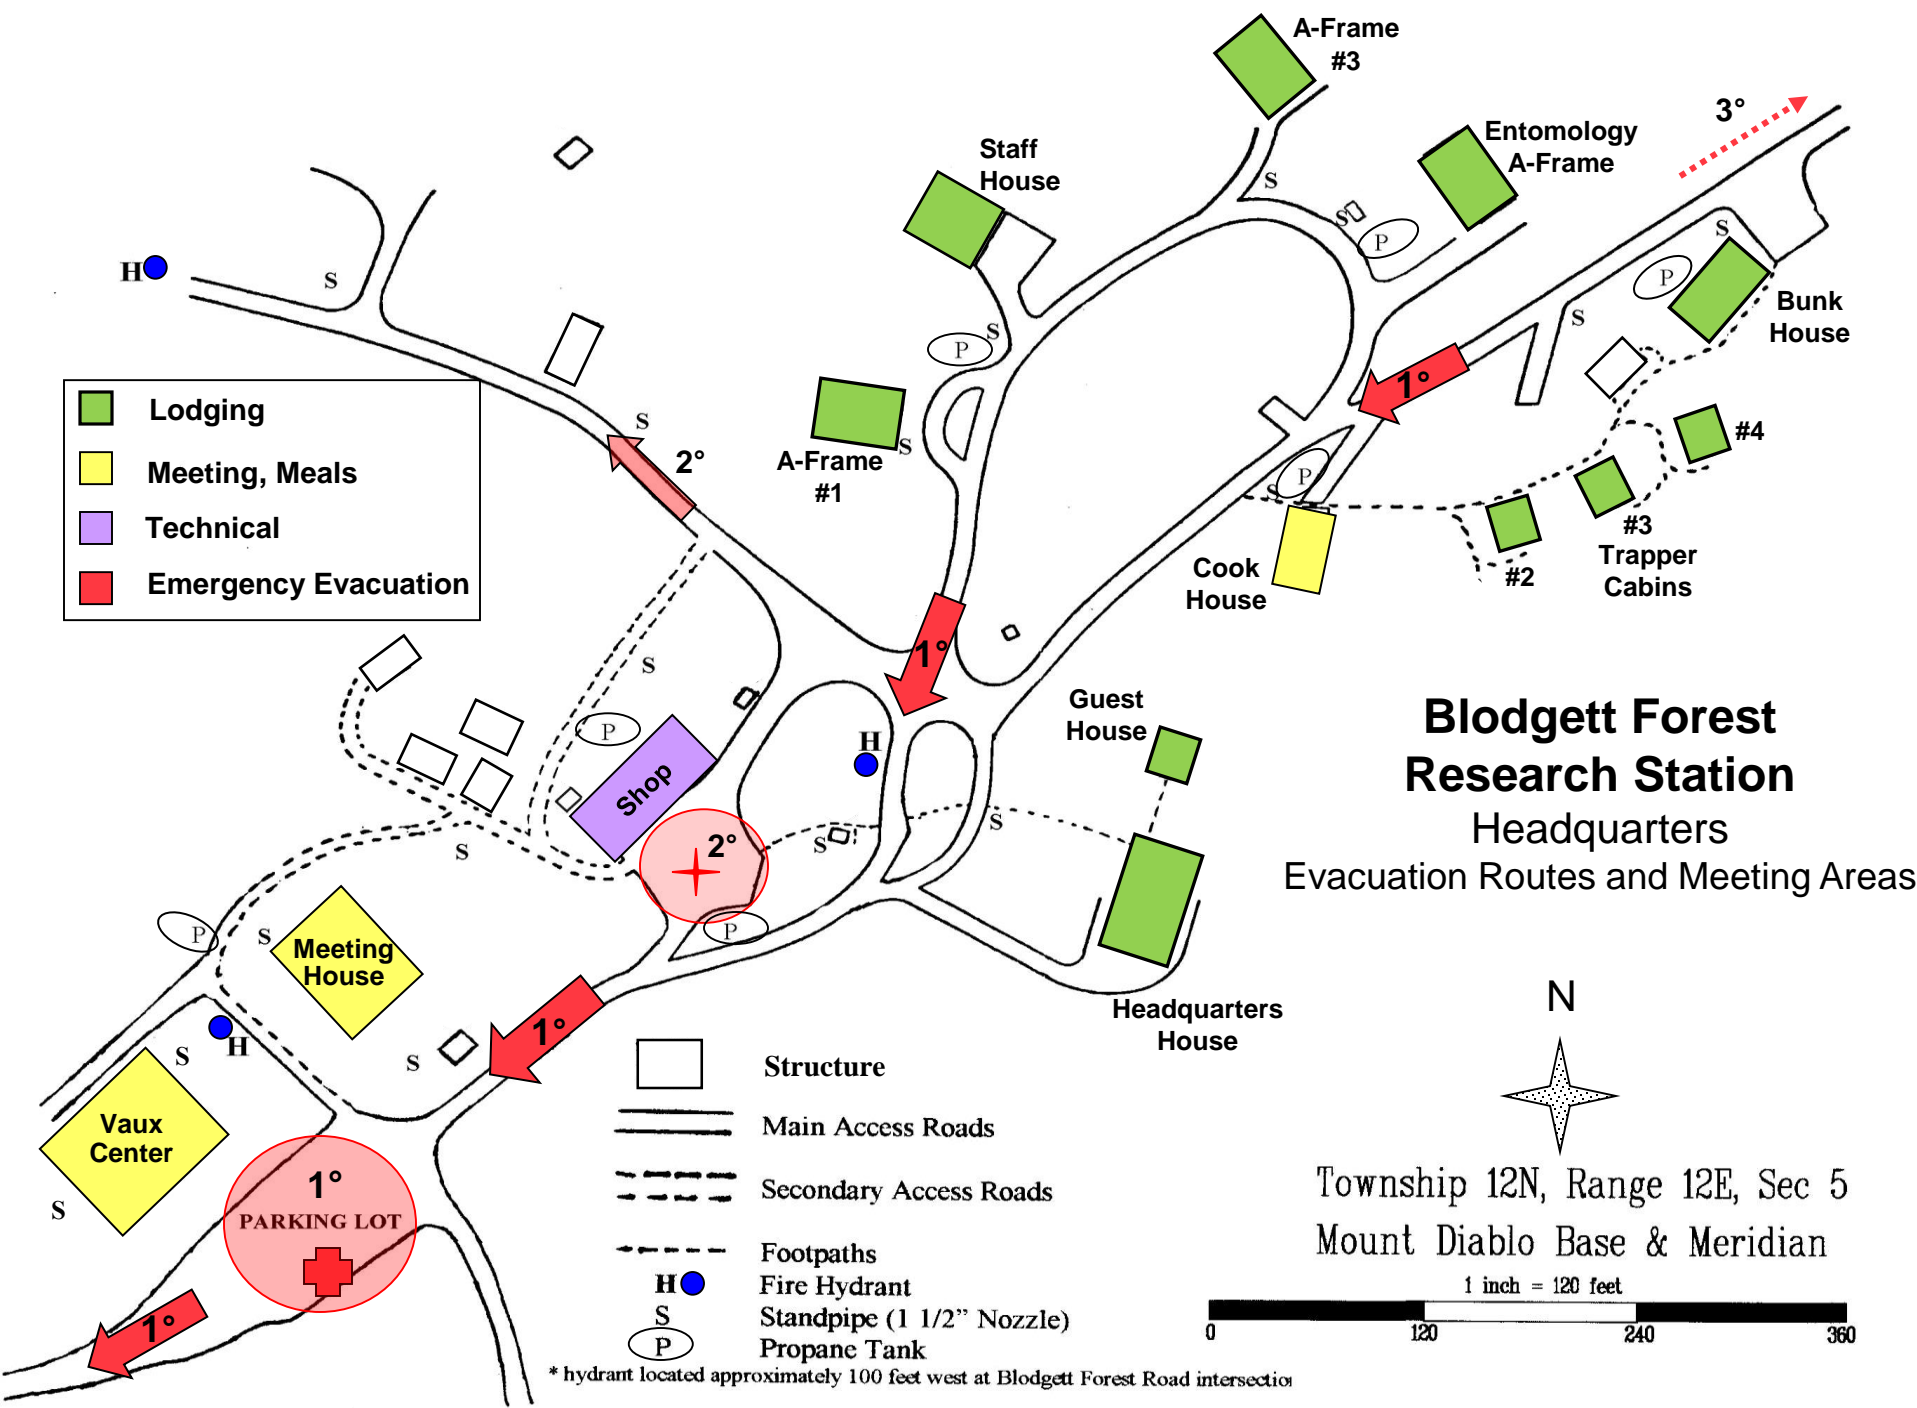 A-Frame
#3
3°
Entomology
A-Frame
Staff
House
S
S
P
S
P
S
H
S
Bunk
House
P
S
S
1°
Lodging
Meeting, Meals
Technical
Emergency Evacuation
S
2°
A-Frame
#1
S
P
S
#4
#3
Trapper
Cabins
#2
Cook
House
1°
S
P
Shop
H
Guest
House
Blodgett Forest
Research Station
Headquarters
Evacuation Routes and Meeting Areas
2°
S
S
S
P
P
S
Meeting
House
Headquarters
House
N
H
S
S
1°
Vaux
Center
S
1°
PARKING LOT
1°
Structure
Main Access Roads
Secondary Access Roads
Footpaths
H Fire Hydrant
S Standpipe (1 1/2” Nozzle)
P Propane Tank
* hydrant located approximately 100 feet west at Blodgett Forest Road intersectio
Township 12N, Range 12E, Sec 5
Mount Diablo Base & Meridian
1 inch = 120 feet
0 120 240 360